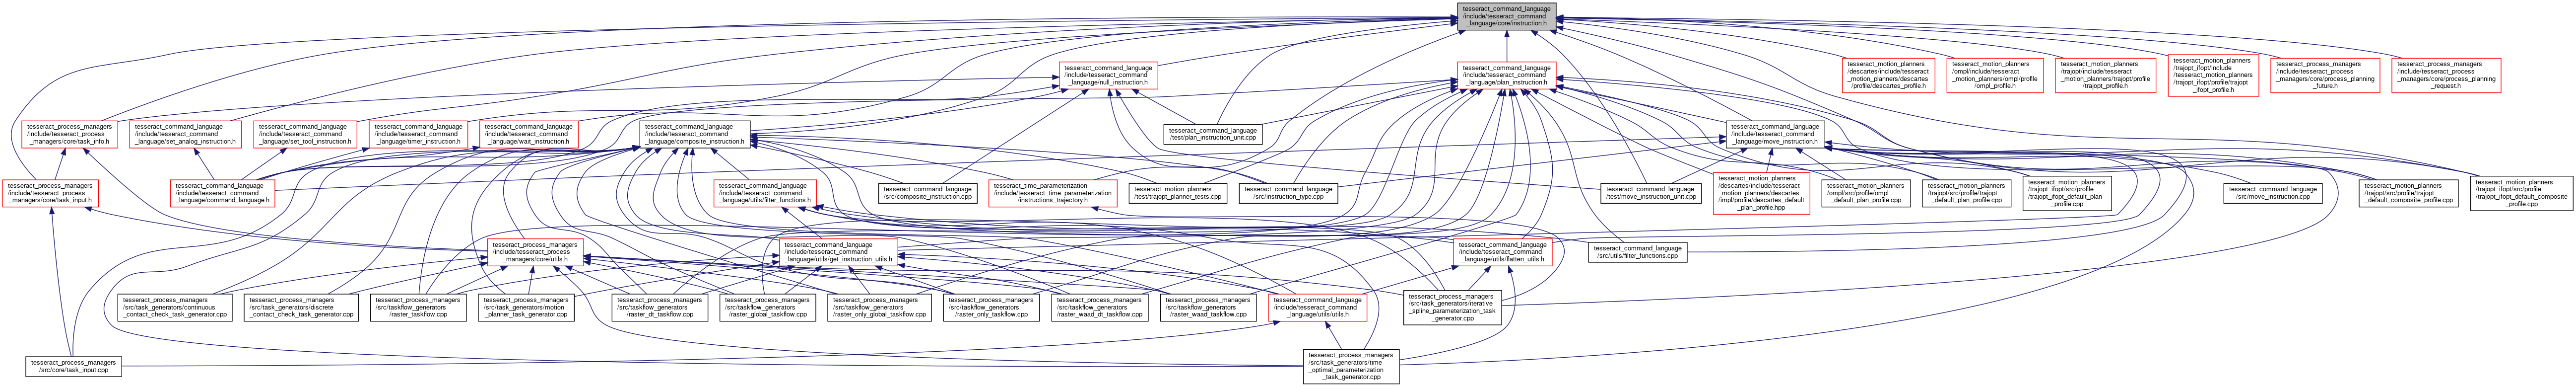 tesseract_command_language
/include/tesseract_command
_language/core/instruction.h
tesseract_command_language
/include/tesseract_command
_language/null_instruction.h
tesseract_command_language
/include/tesseract_command
_language/plan_instruction.h
tesseract_motion_planners
/descartes/include/tesseract
_motion_planners/descartes
/profile/descartes_profile.h
tesseract_motion_planners
/ompl/include/tesseract
_motion_planners/ompl/profile
/ompl_profile.h
tesseract_motion_planners
/trajopt/include/tesseract
_motion_planners/trajopt/profile
/trajopt_profile.h
tesseract_motion_planners
/trajopt_ifopt/include
/tesseract_motion_planners
/trajopt_ifopt/profile/trajopt
_ifopt_profile.h
tesseract_process_managers
/include/tesseract_process
_managers/core/process_planning
_future.h
tesseract_process_managers
/include/tesseract_process
_managers/core/process_planning
_request.h
tesseract_process_managers
/include/tesseract_process
_managers/core/task_info.h
tesseract_command_language
/include/tesseract_command
_language/set_analog_instruction.h
tesseract_command_language
/include/tesseract_command
_language/set_tool_instruction.h
tesseract_command_language
/include/tesseract_command
_language/timer_instruction.h
tesseract_command_language
/include/tesseract_command
_language/wait_instruction.h
tesseract_command_language
/include/tesseract_command
_language/composite_instruction.h
tesseract_command_language
/test/plan_instruction_unit.cpp
tesseract_command_language
/include/tesseract_command
_language/move_instruction.h
tesseract_process_managers
/include/tesseract_process
_managers/core/task_input.h
tesseract_command_language
/include/tesseract_command
_language/command_language.h
tesseract_command_language
/include/tesseract_command
_language/utils/filter_functions.h
tesseract_command_language
/src/composite_instruction.cpp
tesseract_time_parameterization
/include/tesseract_time_parameterization
/instructions_trajectory.h
tesseract_motion_planners
/test/trajopt_planner_tests.cpp
tesseract_command_language
/src/instruction_type.cpp
tesseract_command_language
/test/move_instruction_unit.cpp
tesseract_motion_planners
/descartes/include/tesseract
_motion_planners/descartes
/impl/profile/descartes_default
_plan_profile.hpp
tesseract_motion_planners
/ompl/src/profile/ompl
_default_plan_profile.cpp
tesseract_motion_planners
/trajopt/src/profile/trajopt
_default_plan_profile.cpp
tesseract_motion_planners
/trajopt_ifopt/src/profile
/trajopt_ifopt_default_plan
_profile.cpp
tesseract_command_language
/src/move_instruction.cpp
tesseract_motion_planners
/trajopt/src/profile/trajopt
_default_composite_profile.cpp
tesseract_motion_planners
/trajopt_ifopt/src/profile
/trajopt_ifopt_default_composite
_profile.cpp
tesseract_process_managers
/include/tesseract_process
_managers/core/utils.h
tesseract_command_language
/include/tesseract_command
_language/utils/get_instruction_utils.h
tesseract_command_language
/include/tesseract_command
_language/utils/flatten_utils.h
tesseract_command_language
/src/utils/filter_functions.cpp
tesseract_process_managers
/src/task_generators/continuous
_contact_check_task_generator.cpp
tesseract_process_managers
/src/task_generators/discrete
_contact_check_task_generator.cpp
tesseract_process_managers
/src/taskflow_generators
/raster_taskflow.cpp
tesseract_process_managers
/src/task_generators/motion
_planner_task_generator.cpp
tesseract_process_managers
/src/taskflow_generators
/raster_dt_taskflow.cpp
tesseract_process_managers
/src/taskflow_generators
/raster_global_taskflow.cpp
tesseract_process_managers
/src/taskflow_generators
/raster_only_global_taskflow.cpp
tesseract_process_managers
/src/taskflow_generators
/raster_only_taskflow.cpp
tesseract_process_managers
/src/taskflow_generators
/raster_waad_dt_taskflow.cpp
tesseract_process_managers
/src/taskflow_generators
/raster_waad_taskflow.cpp
tesseract_command_language
/include/tesseract_command
_language/utils/utils.h
tesseract_process_managers
/src/task_generators/iterative
_spline_parameterization_task
_generator.cpp
tesseract_process_managers
/src/core/task_input.cpp
tesseract_process_managers
/src/task_generators/time
_optimal_parameterization
_task_generator.cpp